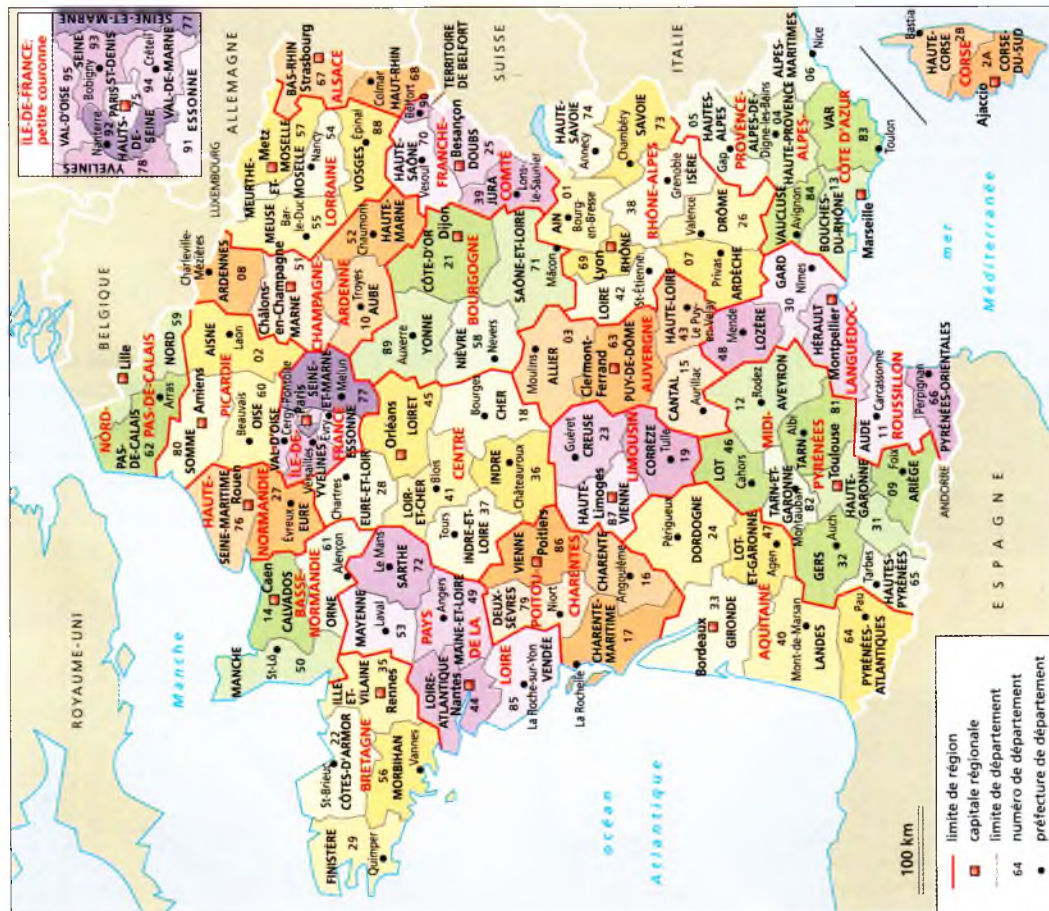 ROYAUME-UNI
Manche
océan
Atlantique
mer
Méditerranée
BELGIQUE
LUXEMBOURG
ALLEMAGNE
SUISSE
ITALIE
ESPAGNE
ANDORRE
NORD-
PAS-DE-CALAIS
PAS-
DE-CALAIS
62
Arras
Lille
NORD
59
PICARDIE
SOMME
80
Amiens
AISNE
02
Laon
OISE
60
Beauvais
HAUTE-
NORMANDIE
SEINE-MARITIME
76
Rouen
EURE
27
Évreux
BASSE-
NORMANDIE
MANCHE
St-Lô
50
CALVADOS
14
Caen
ORNE
61
Alençon
BRETAGNE
FINISTÈRE
29
Quimper
CÔTES-D'ARMOR
22
St-Brieuc
MORBIHAN
56
Vannes
ILLE-
ET-
VILAINE
35
Rennes
PAYS
DE LA
LOIRE
MAYENNE
53
Laval
SARTHE
72
Le Mans
LOIRE-
ATLANTIQUE
44
Nantes
MAINE-ET-LOIRE
49
Angers
VENDÉE
85
La Roche-sur-Yon
ILE-DE-
FRANCE
VAL-D'OISE
Cergy-Pontoise
Paris
YVELINES
Versailles
ESSONNE
Évry
SEINE-
ET-MARNE
Melun
77
CENTRE
EURE-ET-LOIR
28
Chartres
LOIRET
45
Orléans
LOIR-
ET-CHER
41
Blois
INDRE-ET-
LOIRE
37
Tours
INDRE
36
Châteauroux
CHER
18
Bourges
CHAMPAGNE-
ARDENNE
ARDENNES
08
Charleville-
Mézières
MARNE
51
Châlons-
en-Champagne
AUBE
10
Troyes
HAUTE-
MARNE
52
Chaumont
LORRAINE
MEUSE
55
Bar-
le-Duc
MEURTHE-
ET-
MOSELLE
54
Nancy
MOSELLE
57
Metz
VOSGES
88
Épinal
ALSACE
BAS-RHIN
67
Strasbourg
HAUT-RHIN
68
Colmar
FRANCHE-
COMTÉ
TERRITOIRE
DE BELFORT
90
Belfort
HAUTE-
SAÔNE
70
Vesoul
DOUBS
25
Besançon
JURA
39
Lons-
le-Saunier
BOURGOGNE
YONNE
89
Auxerre
CÔTE-D'OR
21
Dijon
NIÈVRE
58
Nevers
SAÔNE-ET-LOIRE
71
Mâcon
POITOU-
CHARENTES
DEUX-
SÈVRES
79
Niort
VIENNE
86
Poitiers
CHARENTE-
MARITIME
17
La Rochelle
CHARENTE
16
Angoulême
LIMOUSIN
HAUTE-
VIENNE
87
Limoges
CREUSE
23
Guéret
CORRÈZE
19
Tulle
AUVERGNE
ALLIER
03
Moulins
PUY-DE-DÔME
63
Clermont-
Ferrand
CANTAL
15
Aurillac
HAUTE-LOIRE
43
Le Puy-
en-Velay
RHÔNE-ALPES
AIN
01
Bourg-
en-Bresse
HAUTE-
SAVOIE
74
Annecy
SAVOIE
73
Chambéry
ISÈRE
38
Grenoble
RHÔNE
69
Lyon
LOIRE
42
St-Étienne
ARDÈCHE
07
Privas
DRÔME
26
Valence
AQUITAINE
DORDOGNE
24
Périgueux
GIRONDE
33
Bordeaux
LOT-
ET-GARONNE
47
Agen
LANDES
40
Mont-de-Marsan
PYRÉNÉES-
ATLANTIQUES
64
Pau
MIDI-
PYRÉNÉES
LOT
46
Cahors
AVEYRON
12
Rodez
TARN-ET-
GARONNE
82
Montauban
TARN
81
Albi
GERS
32
Auch
HAUTE-
GARONNE
31
Toulouse
HAUTES-
PYRÉNÉES
65
Tarbes
ARIÈGE
09
Foix
LANGUEDOC-
ROUSSILLON
LOZÈRE
48
Mende
GARD
30
Nîmes
HÉRAULT
Montpellier
AUDE
11
Carcassonne
PYRÉNÉES-ORIENTALES
66
Perpignan
PROVENCE-
ALPES-
CÔTE D'AZUR
HAUTES-
ALPES
05
Gap
ALPES-DE-
HAUTE-PROVENCE
04
Digne-les-Bains
ALPES-
MARITIMES
06
Nice
VAUCLUSE
84
Avignon
BOUCHES-
DU-RHÔNE
13
Marseille
VAR
83
Toulon
CORSE
HAUTE-
CORSE
2B
Bastia
CORSE-
DU-SUD
2A
Ajaccio
ILE-DE-FRANCE:
petite couronne
VAL-D'OISE 95
YVELINES
78
SEINE-
ST-DENIS
93
Bobigny
Nanterre
92
HAUTS-
DE-
SEINE
PARIS
75
Créteil
94
VAL-DE-MARNE
91 ESSONNE
SEINE-ET-MARNE
77
100 km
limite de région
capitale régionale
limite de département
64 numéro de département
préfecture de département